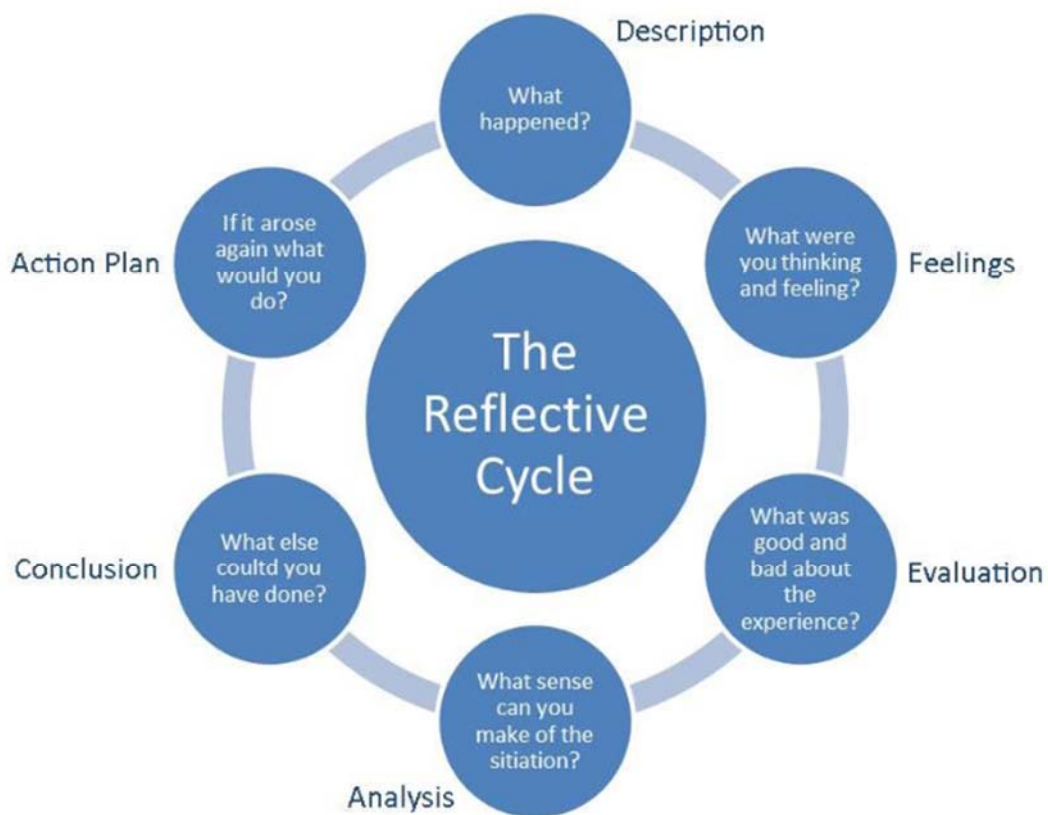 Description
What
happened?
What were
you thinking
and feeling?
Feelings
What was
good and
bad about
the
experience?
Evaluation
What sense
can you
make of the
sitiation?
Analysis
What else
coultd you
have done?
Conclusion
If it arose
again what
would you
do?
Action Plan
The
Reflective
Cycle